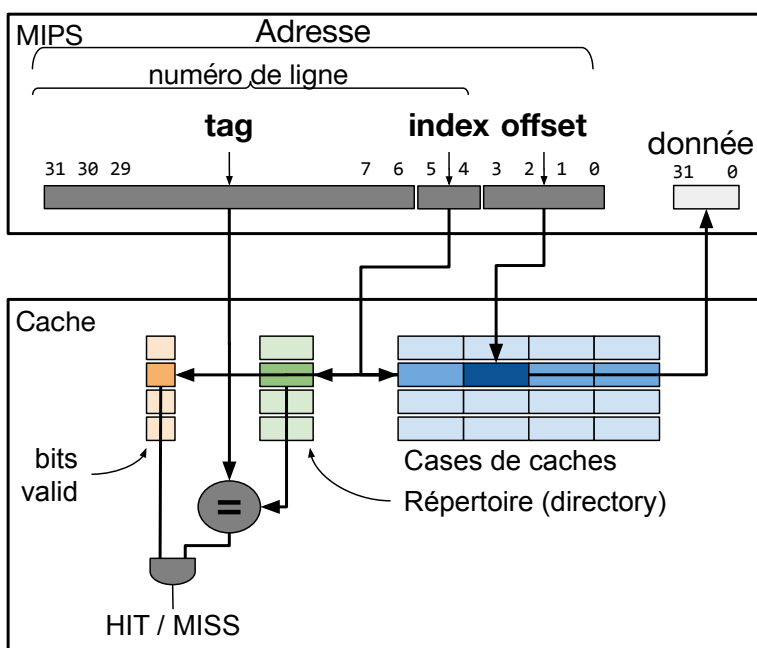 MIPS
Adresse
numéro de ligne
tag index offset
donnée
31 30 29 7 6 5 4 3 2 1 0 31 0
Cache
bits
valid
=
Cases de caches
Répertoire (directory)
HIT / MISS